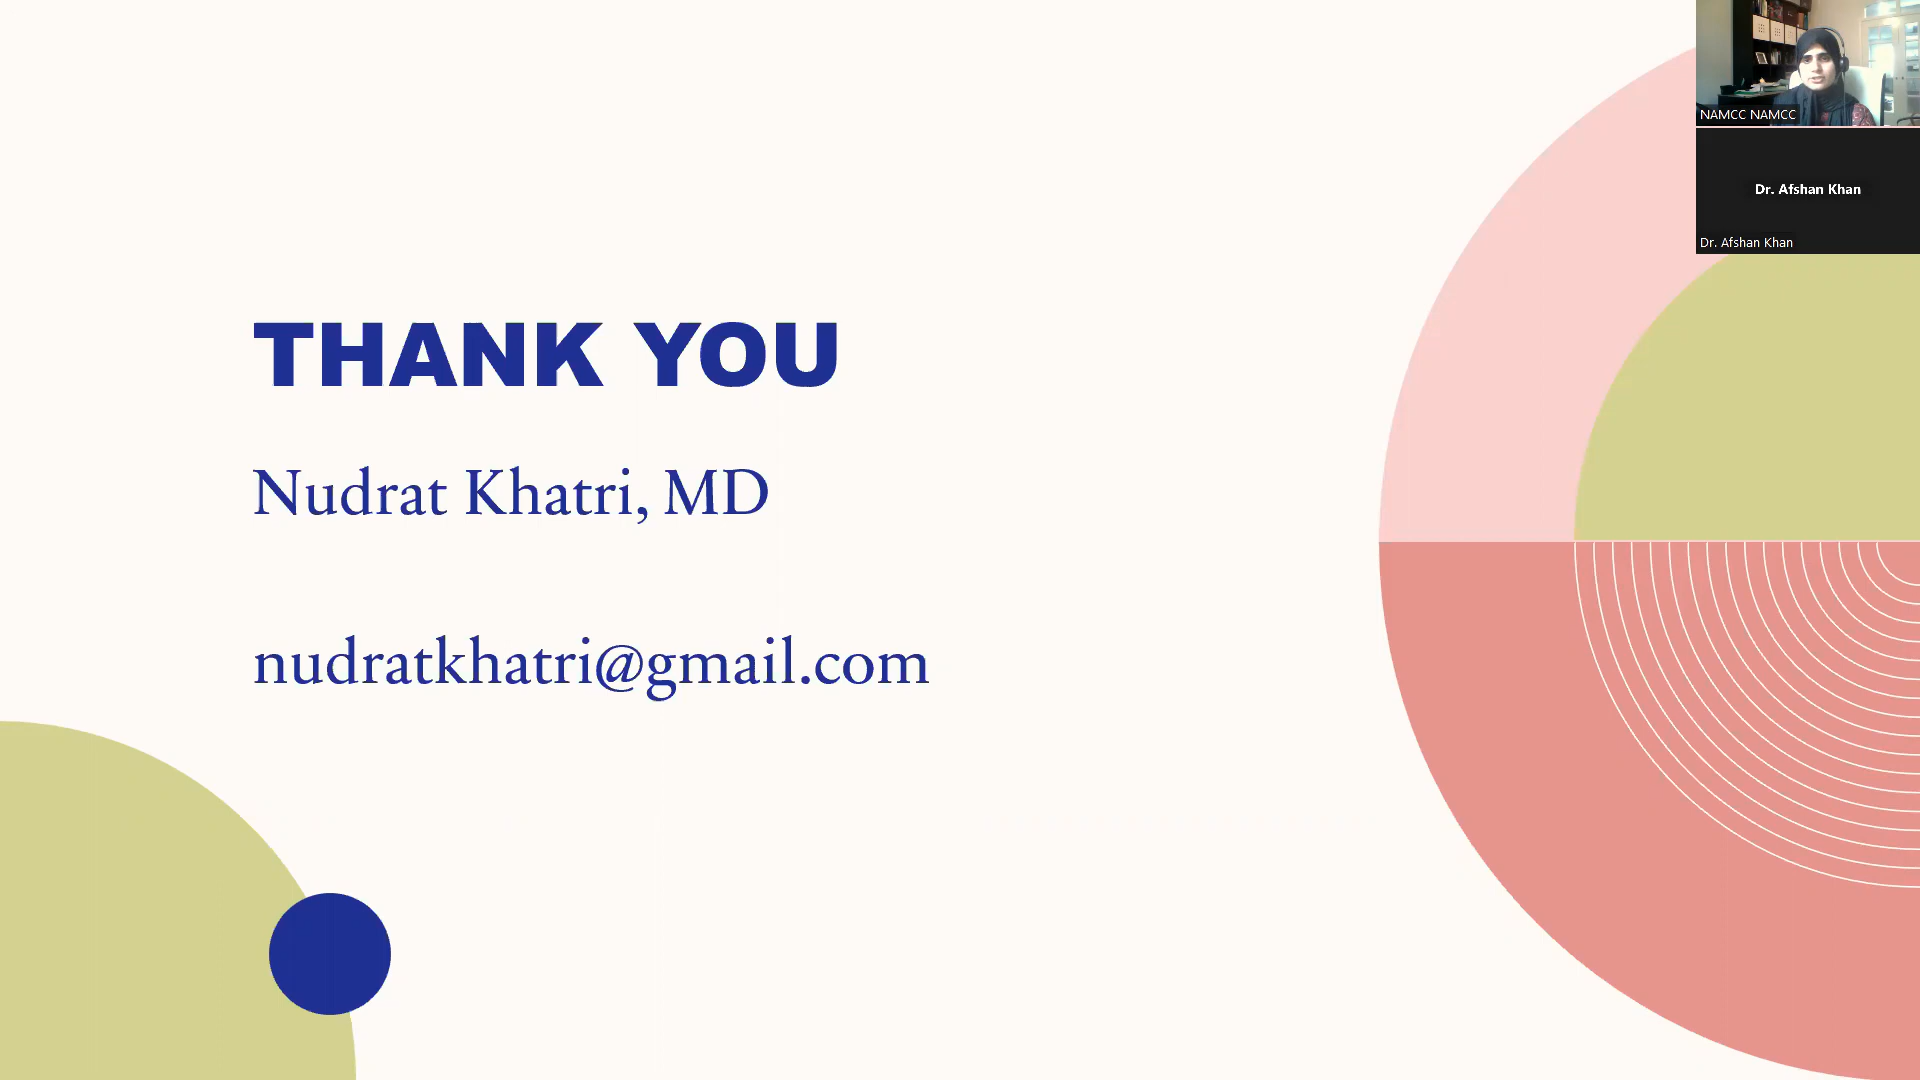 THANK YOU
Nudrat Khatri, MD
nudratkhatri@gmail.com
NAMCC NAMCC
Dr. Afshan Khan
Dr. Afshan Khan